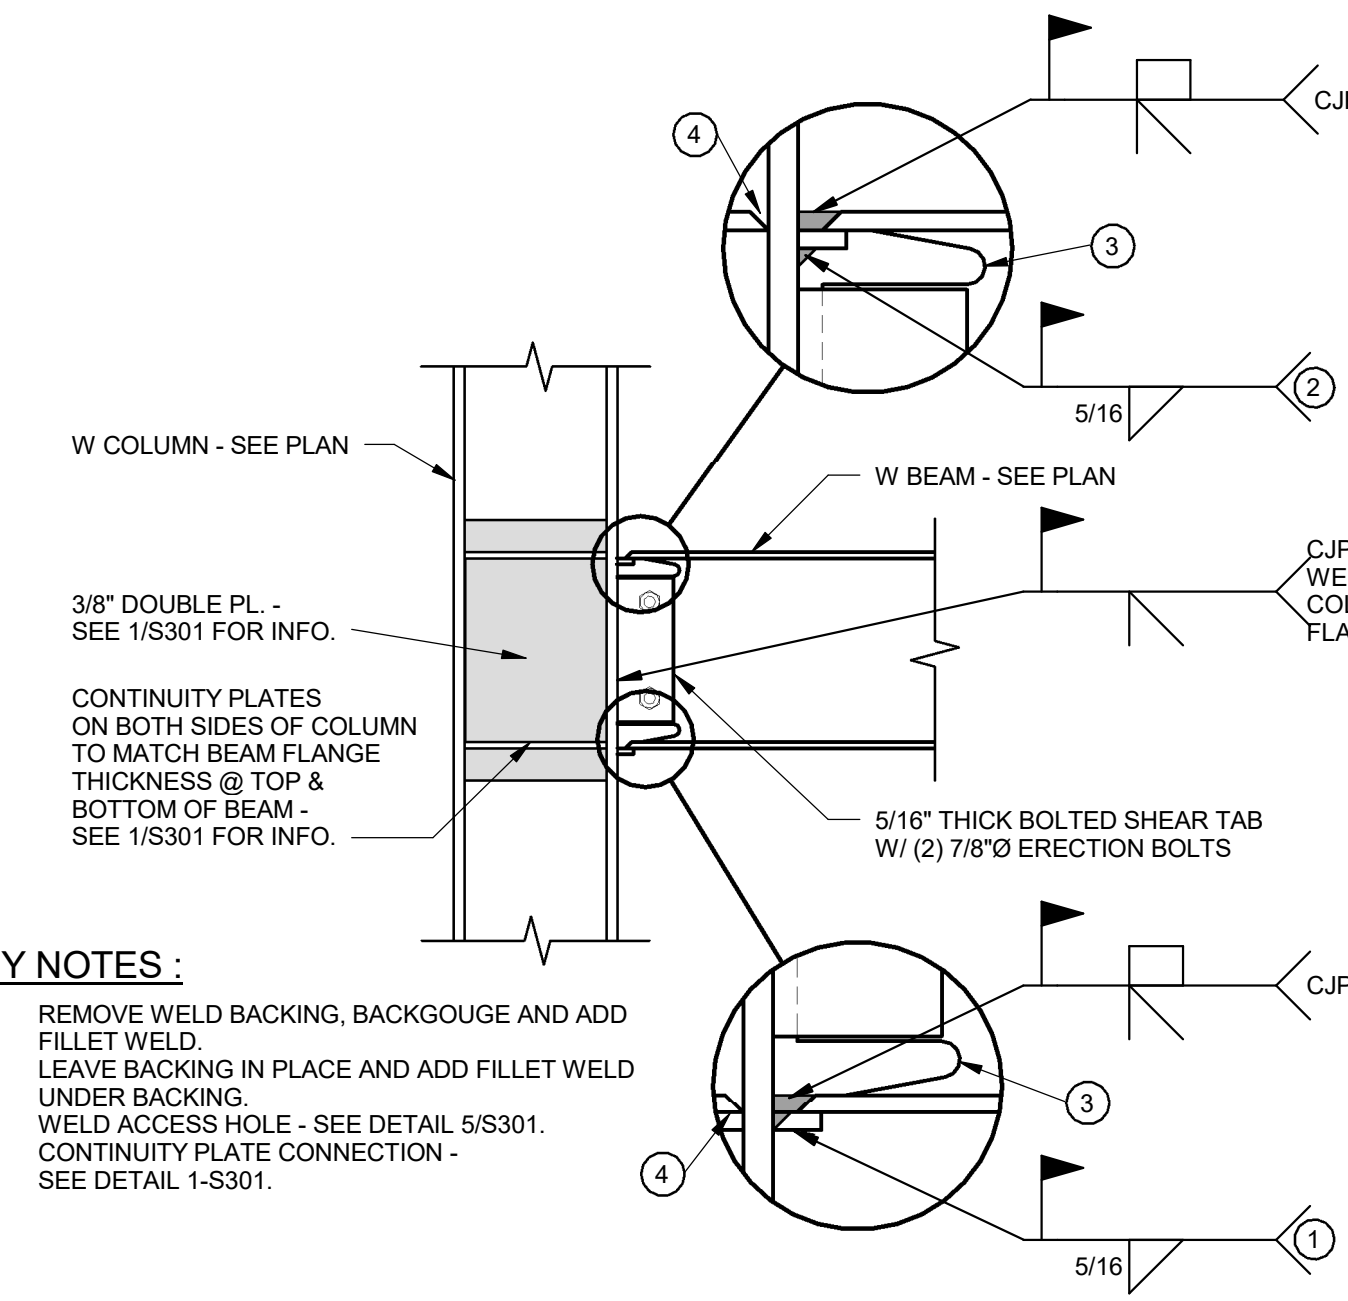 CJP
4
3
5/16
2
W COLUMN - SEE PLAN
W BEAM - SEE PLAN
3/8" DOUBLE PL. -
SEE 1/S301 FOR INFO.
CONTINUITY PLATES
ON BOTH SIDES OF COLUMN
TO MATCH BEAM FLANGE
THICKNESS @ TOP &
BOTTOM OF BEAM -
SEE 1/S301 FOR INFO.
CJP
WE
COL
FLA
5/16" THICK BOLTED SHEAR TAB
W/ (2) 7/8"Ø ERECTION BOLTS
Y NOTES :
REMOVE WELD BACKING, BACKGOUGE AND ADD
FILLET WELD.
LEAVE BACKING IN PLACE AND ADD FILLET WELD
UNDER BACKING.
WELD ACCESS HOLE - SEE DETAIL 5/S301.
CONTINUITY PLATE CONNECTION -
SEE DETAIL 1-S301.
CJP
3
4
5/16
1